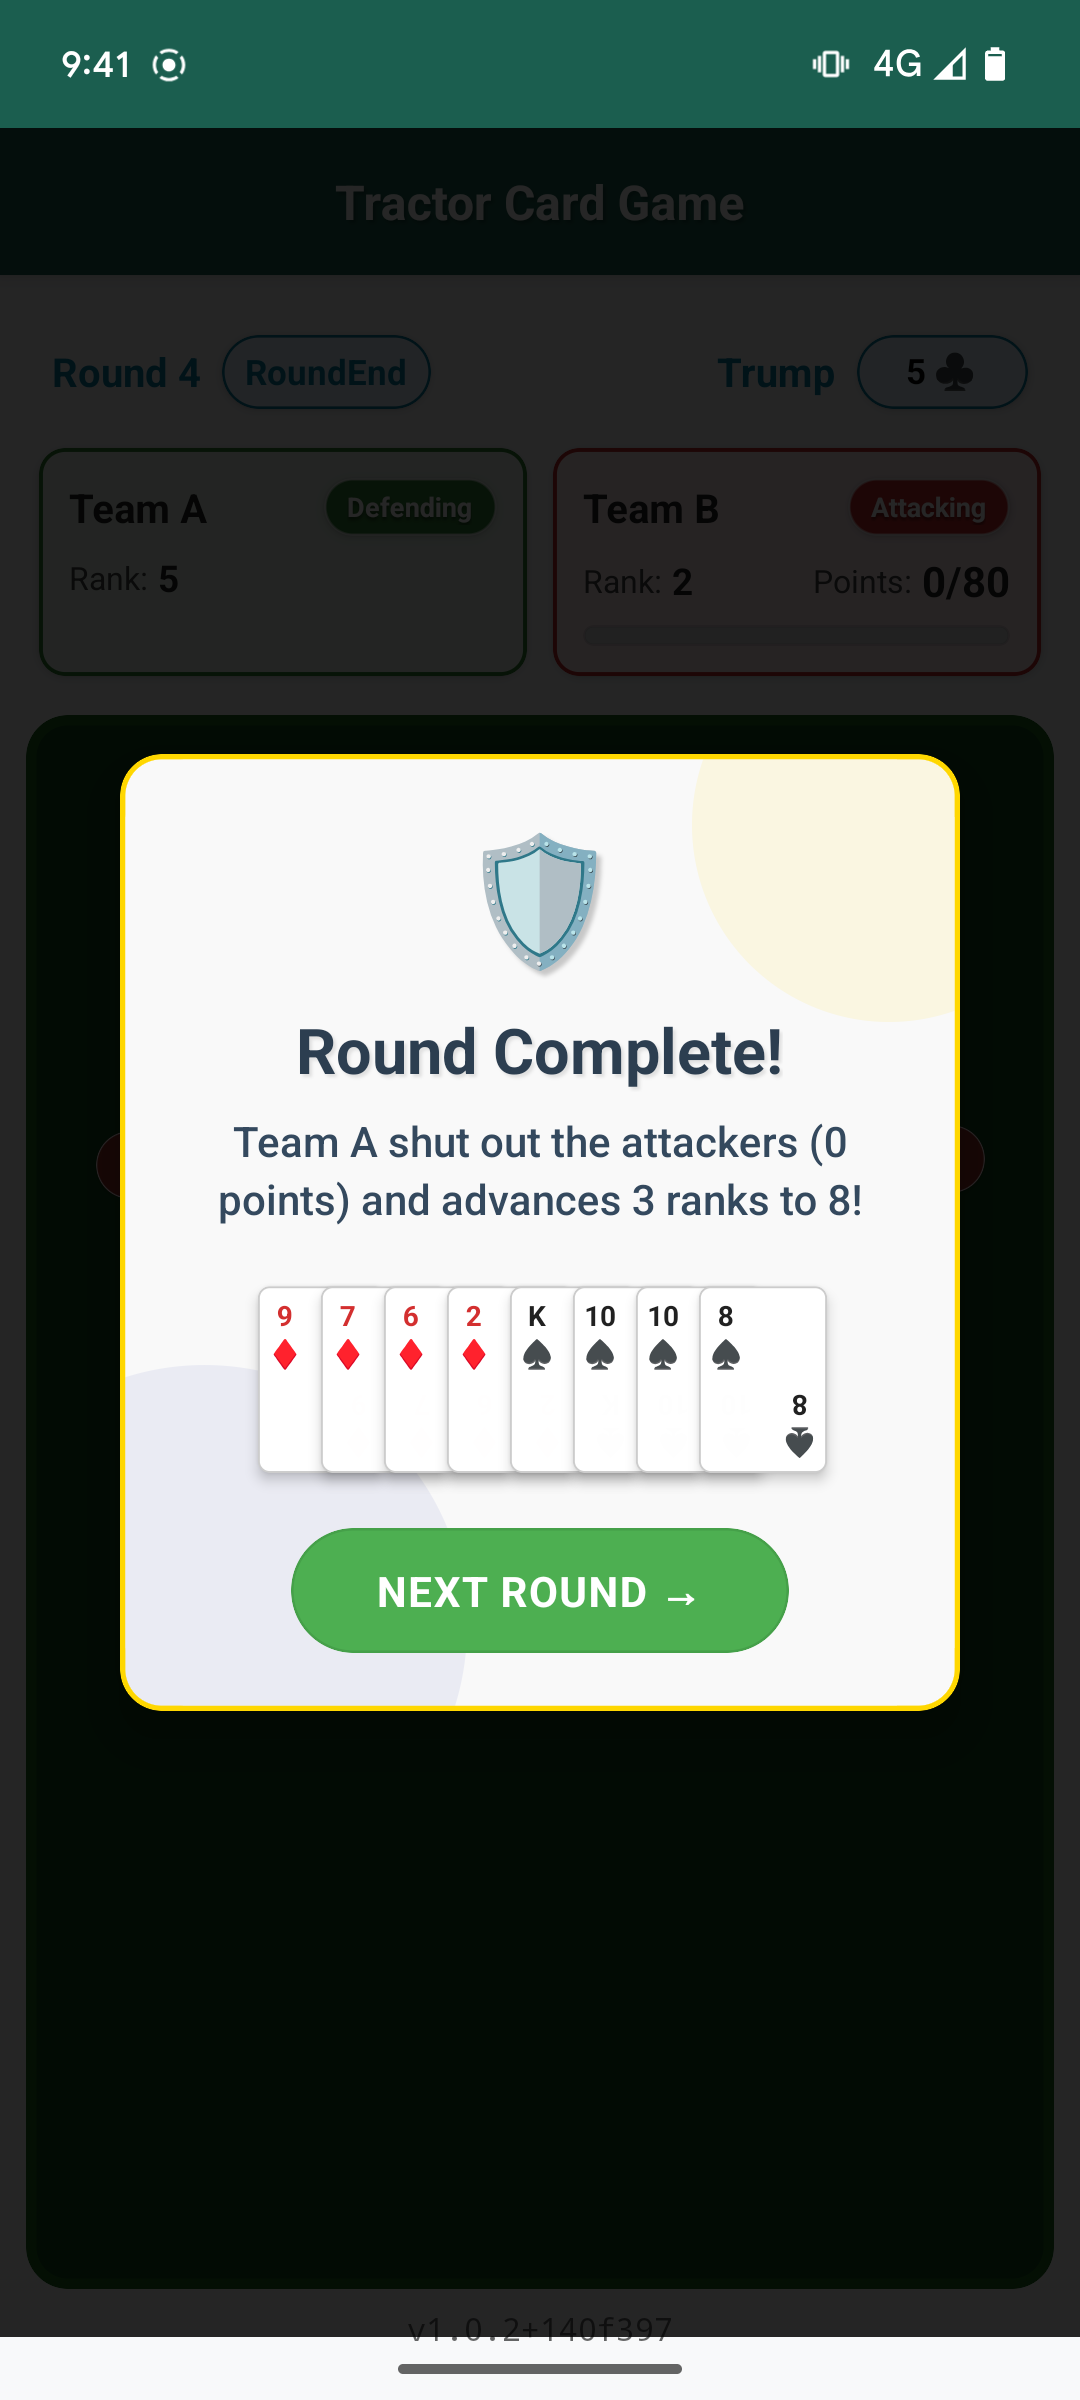 9:41
4G
Tractor Card Game
Round 4 RoundEnd
Trump 5 ♣
Team A Defending
Rank: 5
Team B Attacking
Rank: 2 Points: 0/80
Round Complete!
Team A shut out the attackers (0
points) and advances 3 ranks to 8!
9 7 6 2 K 10 10 8
♦ ♦ ♦ ♦ ♠ ♠ ♠ ♠
8
♠
NEXT ROUND →
v1.0.2+140f397